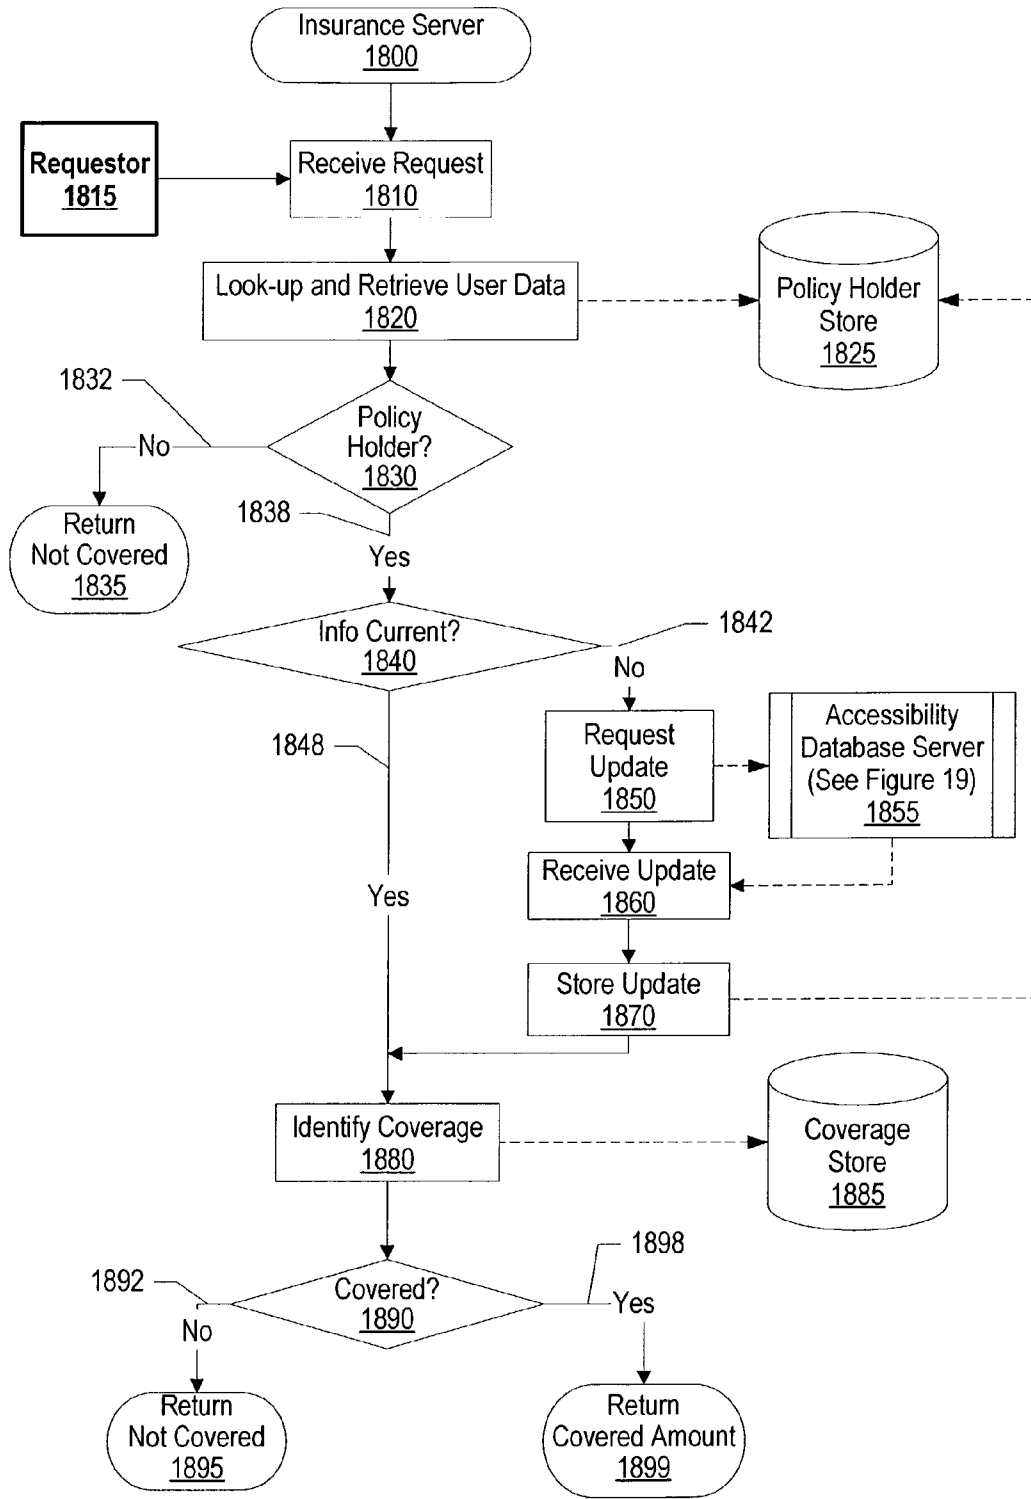 Insurance Server
1800
Requestor
1815
Receive Request
1810
Look-up and Retrieve User Data
1820
Policy Holder
Store
1825
1832
Policy
Holder?
1830
No
1838
Return
Not Covered
1835
Yes
Info Current?
1840
1842
No
1848
Request
Update
1850
Accessibility
Database Server
(See Figure 19)
1855
Receive Update
1860
Yes
Store Update
1870
Identify Coverage
1880
Coverage
Store
1885
1892
Covered?
1890
1898
No
Yes
Return
Not Covered
1895
Return
Covered Amount
1899